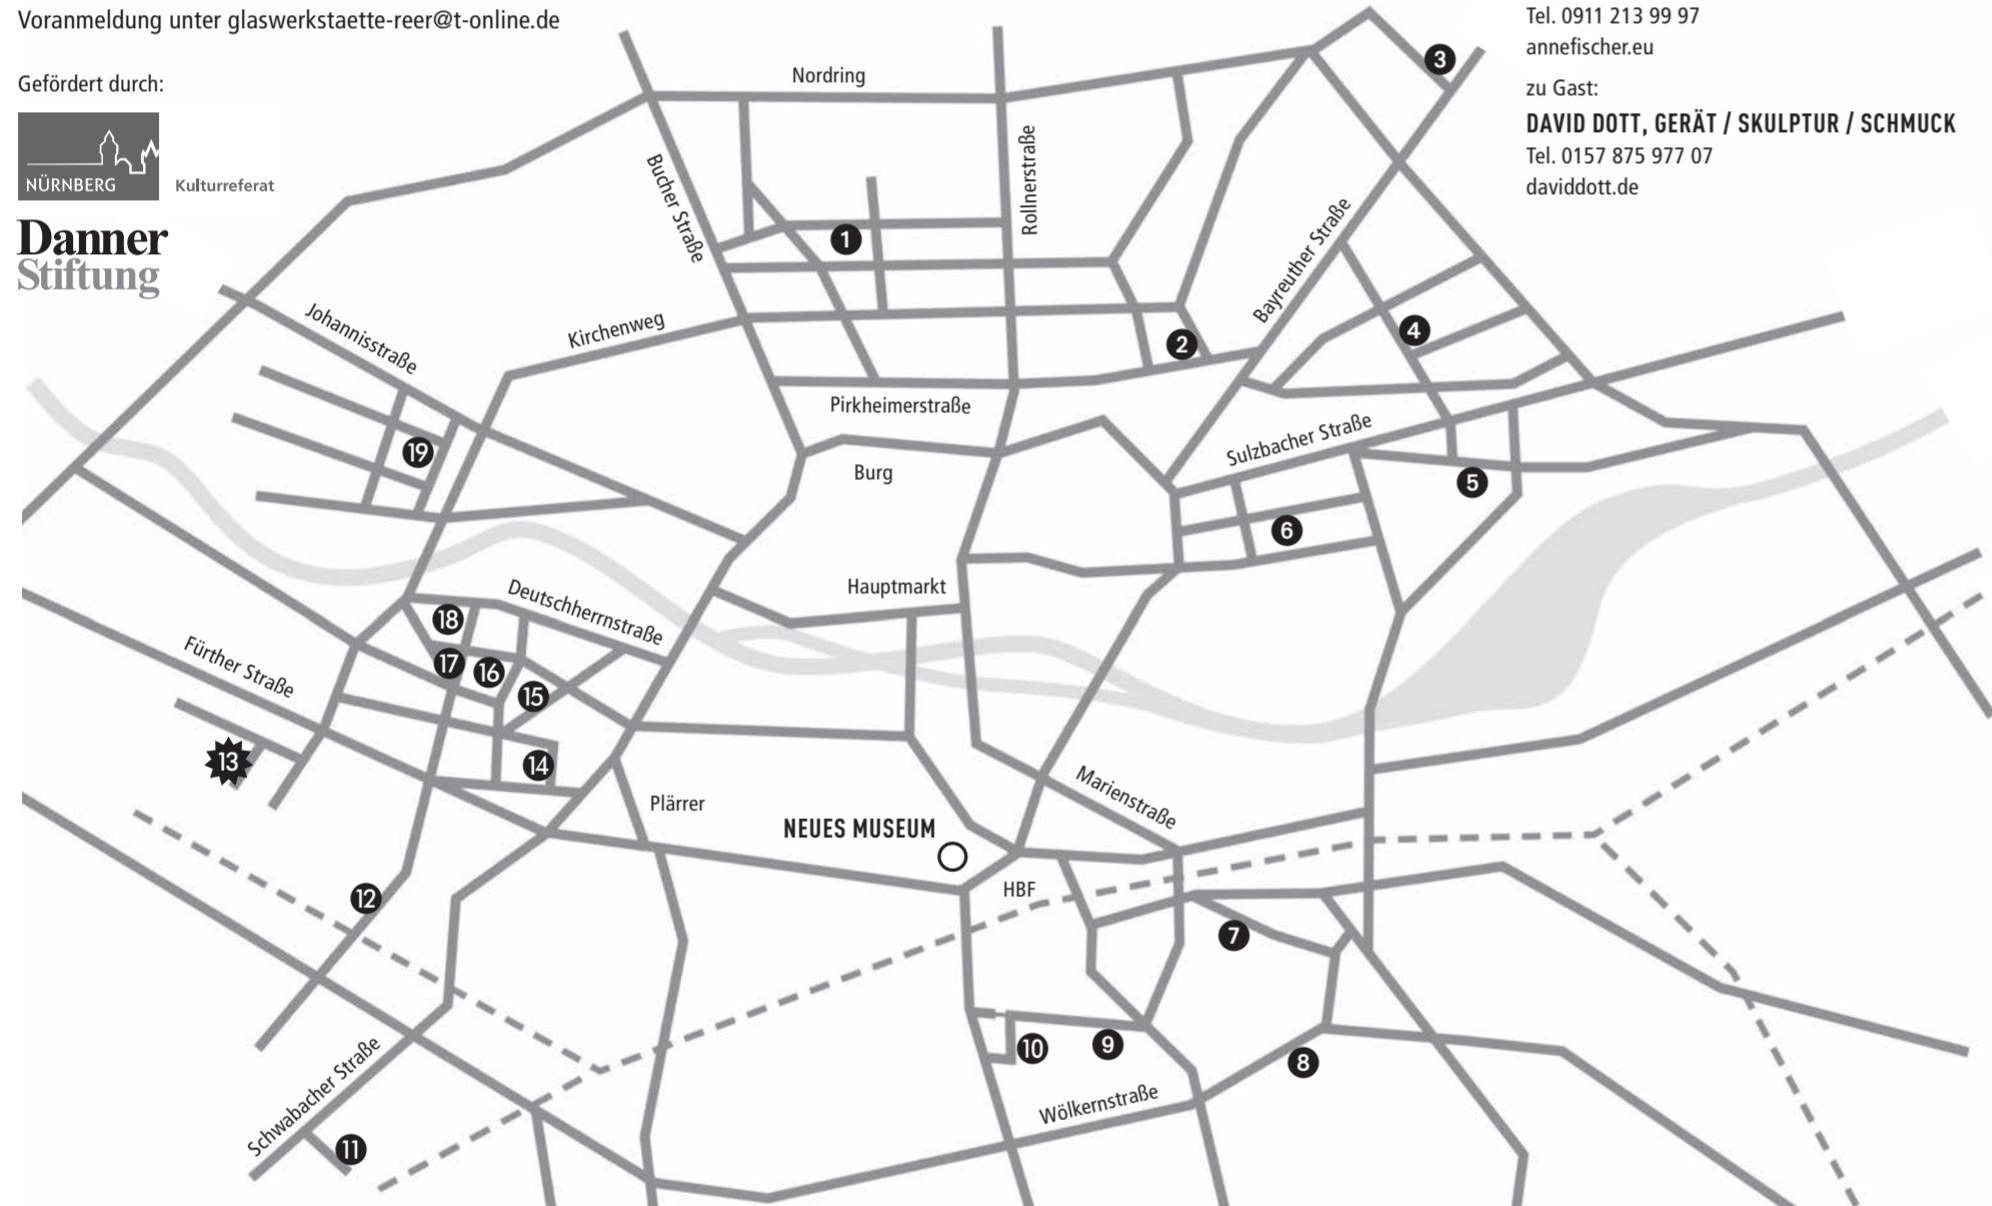 Voranmeldung unter glaswerkstaette-reer@t-online.de
Gefördert durch:
NÜRNBERG
Kulturreferat
Danner
Stiftung
Tel. 0911 213 99 97
annefischer.eu
zu Gast:
DAVID DOTT, GERÄT / SKULPTUR / SCHMUCK
Tel. 0157 875 977 07
daviddott.de
Nordring
3
Bucher Straße
Rollnerstraße
1
Bayreuther Straße
Johannisstraße
Kirchenweg
2
4
Pirkheimerstraße
Sulzbacher Straße
19
Burg
5
6
Deutschherrnstraße
Hauptmarkt
18
Fürther Straße
17
16
15
13
14
Plärrer
Marienstraße
NEUES MUSEUM
HBF
12
7
10
9
8
Schwabacher Straße
Wölkernstraße
11